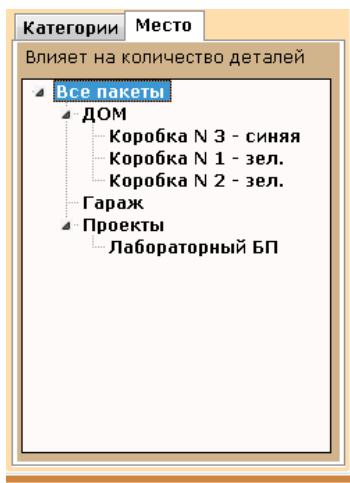 Категории Место
Влияет на количество деталей
Все пакеты
ДОМ
Коробка N 3 - синяя
Коробка N 1 - зел.
Коробка N 2 - зел.
Гараж
Проекты
Лабораторный БП